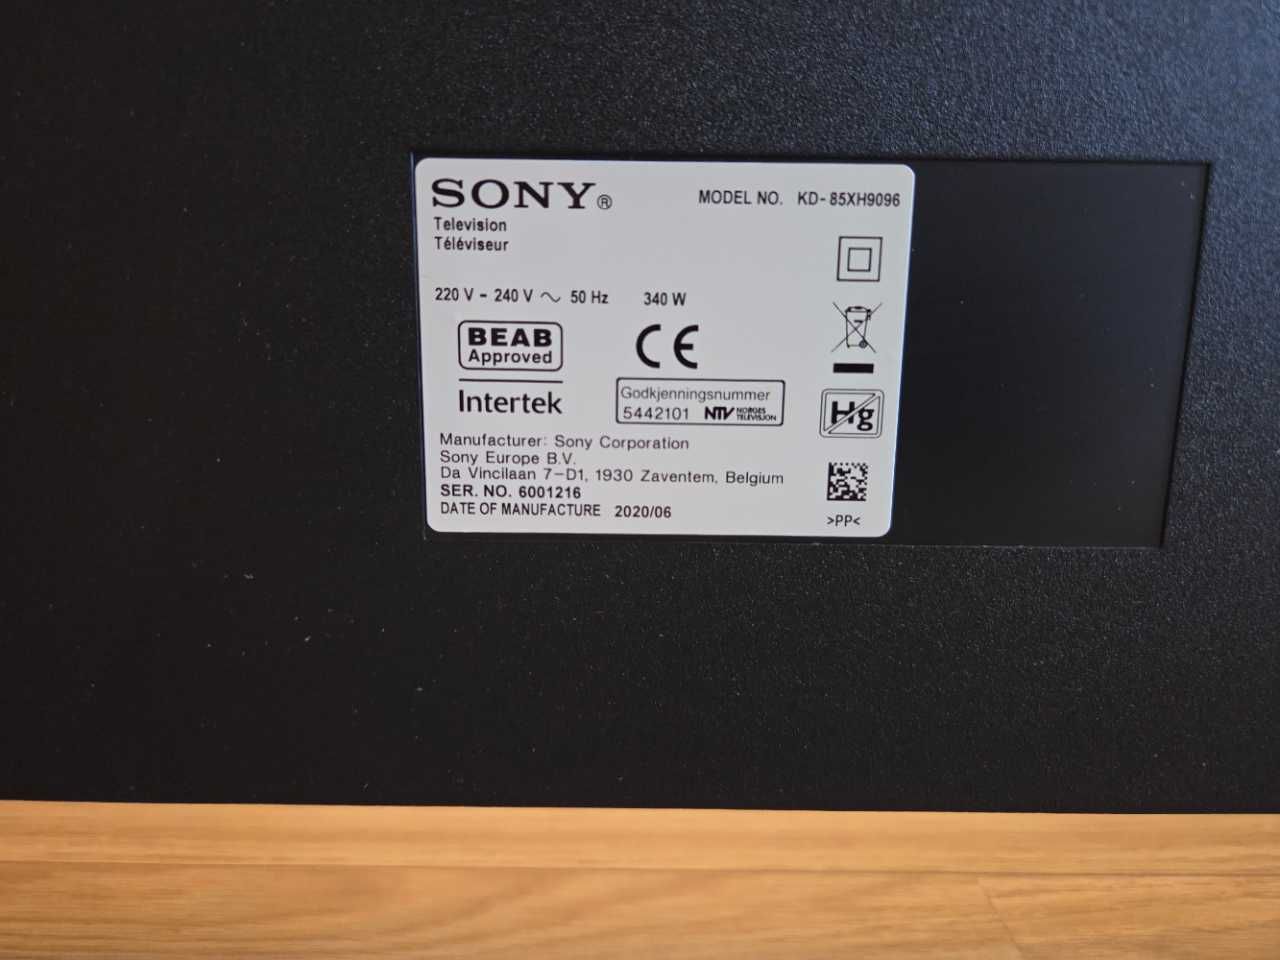 SONY®
MODEL NO. KD-85XH9096
Television
Téléviseur
220 V - 240 V ~ 50 Hz 340 W
BEAB
Approved
Intertek
CE
Godkjenningsnummer
5442101 NTV NORGES TELEVISJON
Hg
Manufacturer: Sony Corporation
Sony Europe B.V.
Da Vincilaan 7-D1, 1930 Zaventem, Belgium
SER. NO. 6001216
DATE OF MANUFACTURE 2020/06
>PP<